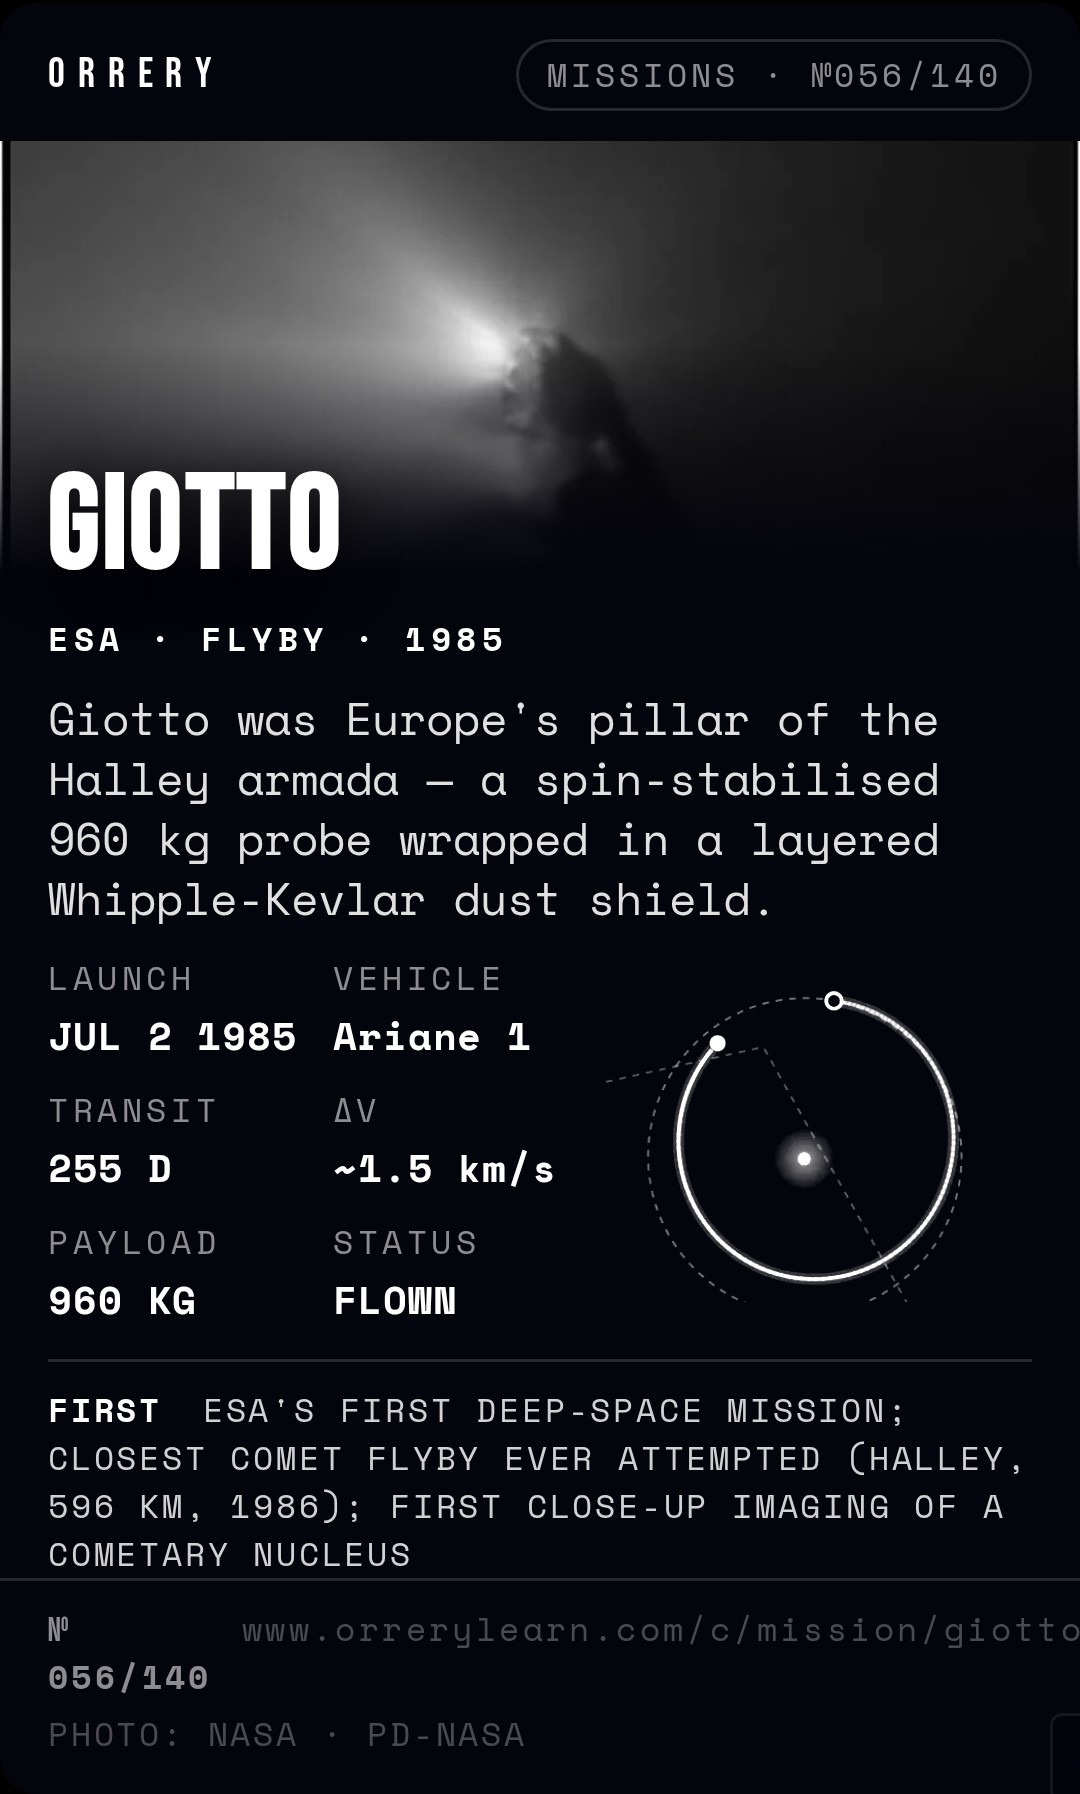 ORRERY
MISSIONS · №056/140
GIOTTO
ESA · FLYBY · 1985
Giotto was Europe's pillar of the
Halley armada — a spin-stabilised
960 kg probe wrapped in a layered
Whipple-Kevlar dust shield.
LAUNCH VEHICLE
JUL 2 1985 Ariane 1
TRANSIT ΔV
255 D ~1.5 km/s
PAYLOAD STATUS
960 KG FLOWN
FIRST ESA'S FIRST DEEP-SPACE MISSION;
CLOSEST COMET FLYBY EVER ATTEMPTED (HALLEY,
596 KM, 1986); FIRST CLOSE-UP IMAGING OF A
COMETARY NUCLEUS
№ www.orrerylearn.com/c/mission/giotto
056/140
PHOTO: NASA · PD-NASA